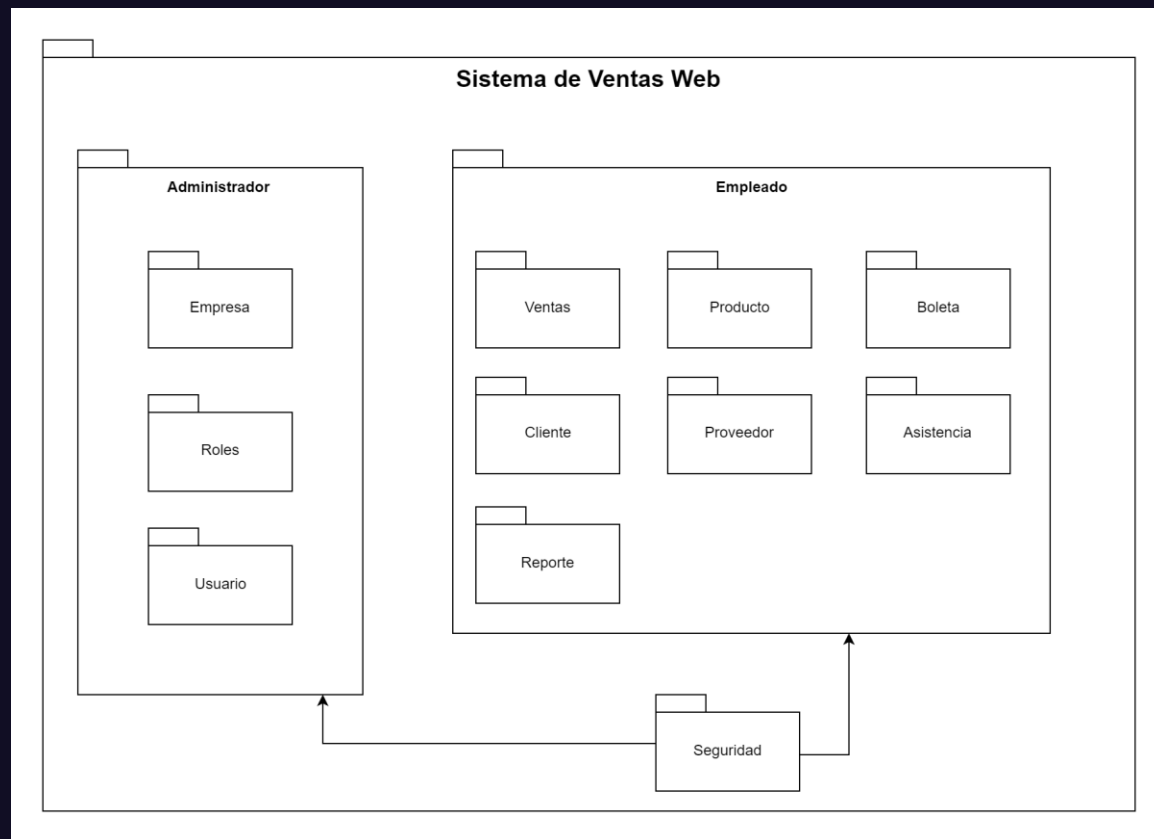 Sistema de Ventas Web
Administrador
Empresa
Roles
Usuario
Empleado
Ventas
Producto
Boleta
Cliente
Proveedor
Asistencia
Reporte
Seguridad